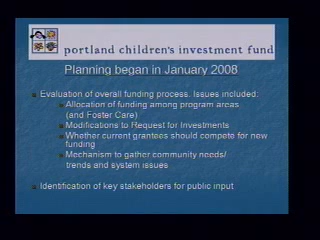 portland children's investment fund
Planning began in January 2008
Evaluation of overall funding process. Issues included:
Allocation of funding among program areas
(and Foster Care)
Modifications to Request for Investments
Whether current grantees should compete for new
funding
Mechanism to gather community needs/
trends and system issues
Identification of key stakeholders for public input